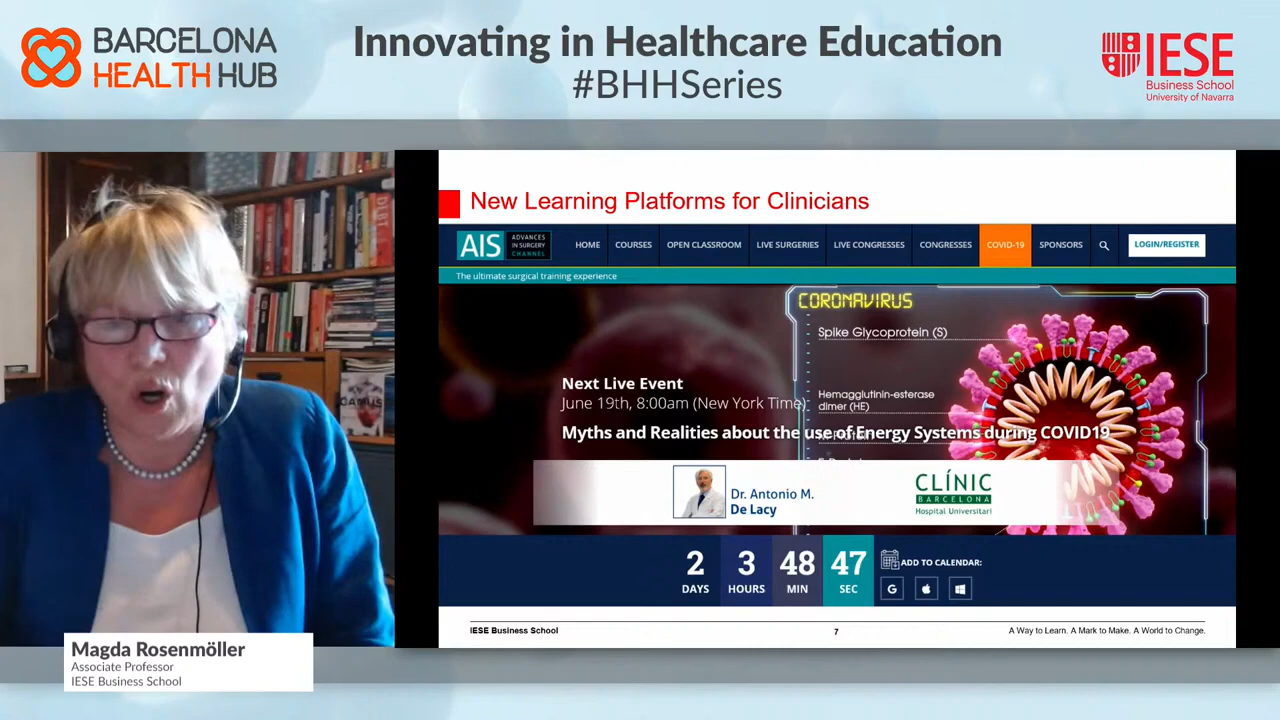 BARCELONA
HEALTH HUB
Innovating in Healthcare Education
#BHHSeries
IESE
Business School
University of Navarra
New Learning Platforms for Clinicians
AIS ADVANCES IN SURGERY CHANNEL
HOME COURSES OPEN CLASSROOM LIVE SURGERIES LIVE CONGRESSES CONGRESSES COVID-19 SPONSORS LOGIN/REGISTER
The ultimate surgical training experience
CORONAVIRUS
Spike Glycoprotein (S)
Hemagglutinin-esterase
dimer (HE)
Next Live Event
June 19th, 8:00am (New York Time)
Myths and Realities about the use of Energy Systems during COVID19
Dr. Antonio M.
De Lacy
CLÍNIC
BARCELONA
Hospital Universitari
2 3 48 47
DAYS HOURS MIN SEC
ADD TO CALENDAR:
IESE Business School 7 A Way to Learn. A Mark to Make. A World to Change.
Magda Rosenmöller
Associate Professor
IESE Business School
CAMUS